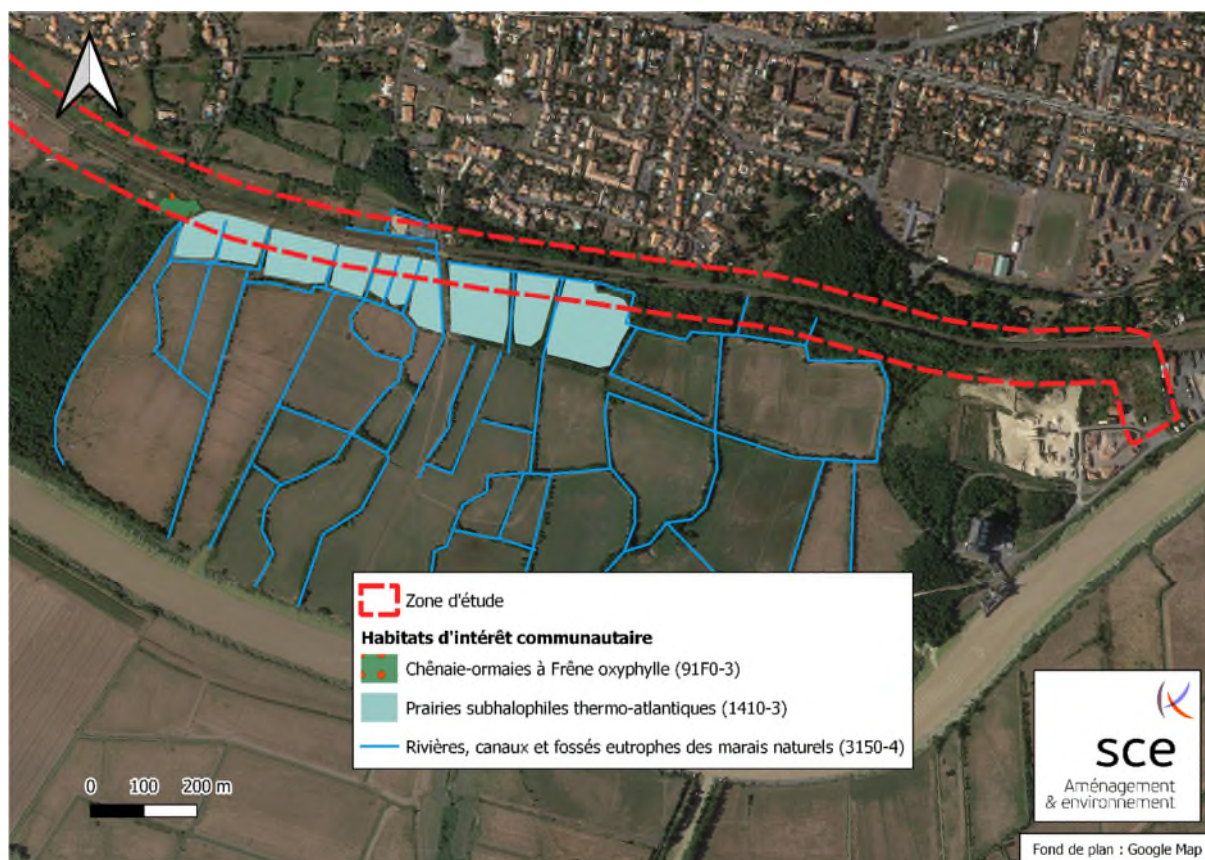 Zone d'étude
Habitats d'intérêt communautaire
Chênaie-ormaies à Frêne oxyphylle (91F0-3)
Prairies subhalophiles thermo-atlantiques (1410-3)
Rivières, canaux et fossés eutrophes des marais naturels (3150-4)
0 100 200 m
sce
Aménagement
& environnement
Fond de plan : Google Map